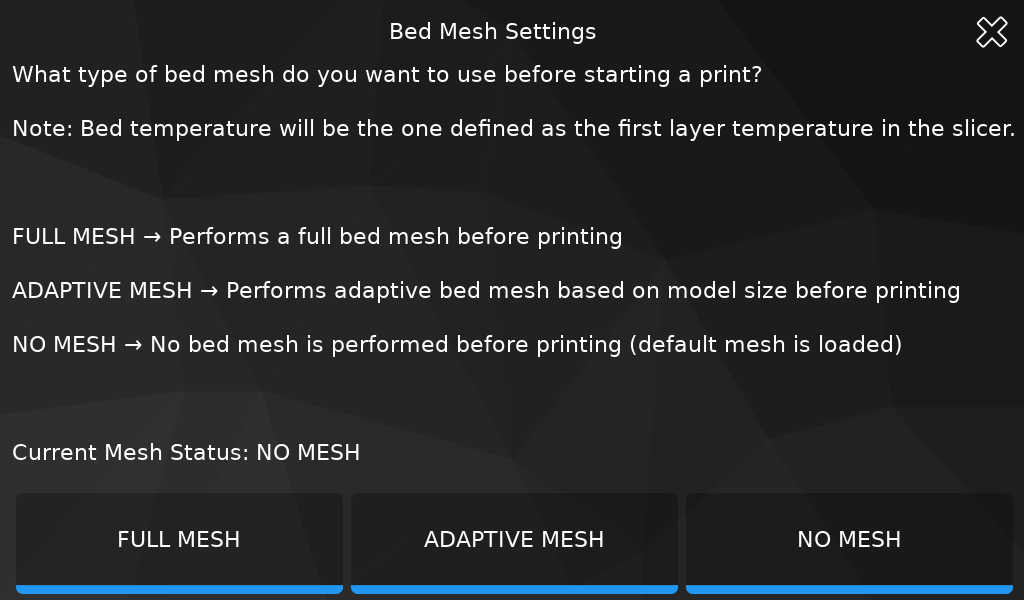 Bed Mesh Settings
What type of bed mesh do you want to use before starting a print?
Note: Bed temperature will be the one defined as the first layer temperature in the slicer.
FULL MESH → Performs a full bed mesh before printing
ADAPTIVE MESH → Performs adaptive bed mesh based on model size before printing
NO MESH → No bed mesh is performed before printing (default mesh is loaded)
Current Mesh Status: NO MESH
FULL MESH
ADAPTIVE MESH
NO MESH